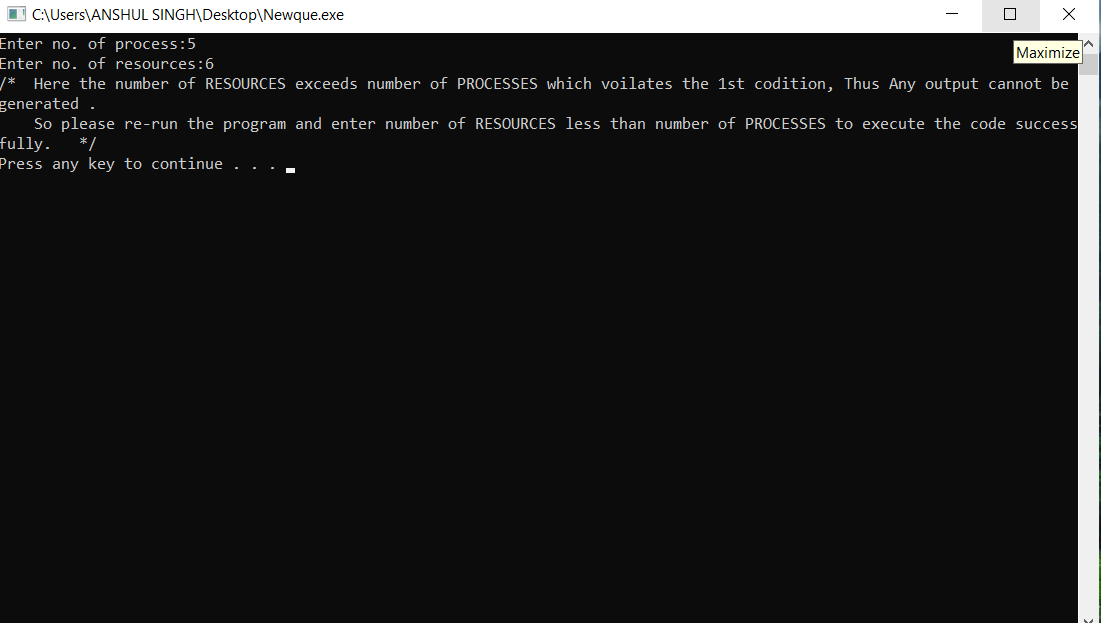 C:\Users\ANSHUL SINGH\Desktop\Newque.exe
Enter no. of process:5
Maximize
Enter no. of resources:6
/*  Here the number of RESOURCES exceeds number of PROCESSES which voilates the 1st codition, Thus Any output cannot be
generated .
    So please re-run the program and enter number of RESOURCES less than number of PROCESSES to execute the code success
fully.   */
Press any key to continue . . .